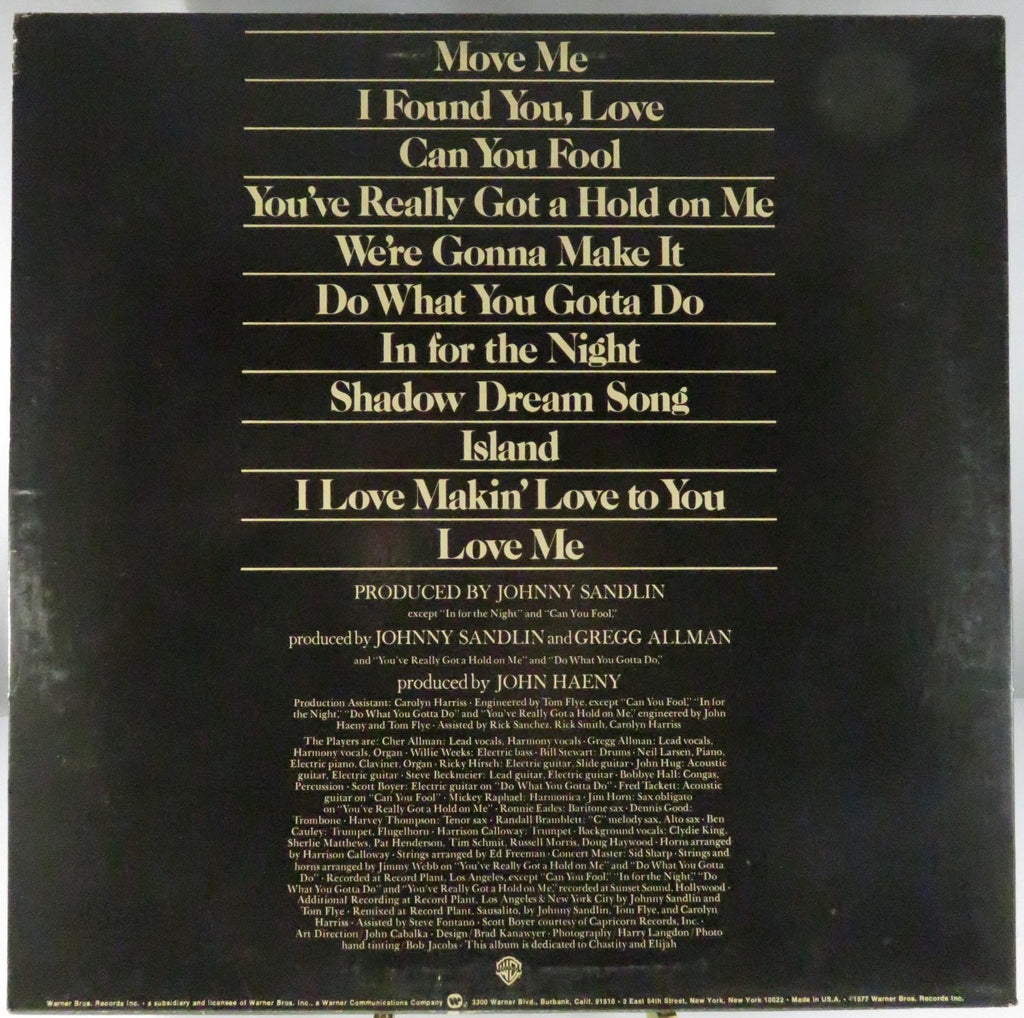 Move Me
I Found You, Love
Can You Fool
You've Really Got a Hold on Me
We're Gonna Make It
Do What You Gotta Do
In for the Night
Shadow Dream Song
Island
I Love Makin' Love to You
Love Me
PRODUCED BY JOHNNY SANDLIN
except "In for the Night" and "Can You Fool,"
produced by JOHNNY SANDLIN and GREGG ALLMAN
and "You've Really Got a Hold on Me" and "Do What You Gotta Do,"
produced by JOHN HAENY
Production Assistant: Carolyn Harriss · Engineered by Tom Flye, except "Can You Fool," "In for
the Night," "Do What You Gotta Do" and "You've Really Got a Hold on Me," engineered by John
Haeny and Tom Flye · Assisted by Rick Sanchez, Rick Smith, Carolyn Harriss
The Players are: Cher Allman: Lead vocals, Harmony vocals · Gregg Allman: Lead vocals,
Harmony vocals, Organ · Willie Weeks: Electric bass · Bill Stewart: Drums · Neil Larsen, Piano,
Electric piano, Clavinet, Organ · Ricky Hirsch: Electric guitar, Slide guitar · John Hug: Acoustic
guitar, Electric guitar · Steve Beckmeier: Lead guitar, Electric guitar · Bobbye Hall: Congas,
Percussion · Scott Boyer: Electric guitar on "Do What You Gotta Do" · Fred Tackett: Acoustic
guitar on "Can You Fool" · Mickey Raphael: Harmonica · Jim Horn: Sax obligato
on "You've Really Got a Hold on Me" · Ronnie Eades: Baritone sax · Dennis Good:
Trombone · Harvey Thompson: Tenor sax · Randall Bramblett: "C" melody sax, Alto sax · Ben
Cauley: Trumpet, Flugelhorn · Harrison Calloway: Trumpet · Background vocals: Clydie King,
Sherlie Matthews, Pat Henderson, Tim Schmit, Russell Morris, Doug Haywood · Horns arranged
by Harrison Calloway · Strings arranged by Ed Freeman · Concert Master: Sid Sharp · Strings and
horns arranged by Jimmy Webb on "You've Really Got a Hold on Me" and "Do What You Gotta
Do" · Recorded at Record Plant, Los Angeles, except "Can You Fool," "In for the Night," "Do
What You Gotta Do" and "You've Really Got a Hold on Me," recorded at Sunset Sound, Hollywood ·
Additional Recording at Record Plant, Los Angeles & New York City by Johnny Sandlin and
Tom Flye · Remixed at Record Plant, Sausalito, by Johnny Sandlin, Tom Flye, and Carolyn
Harriss · Assisted by Steve Fontano · Scott Boyer courtesy of Capricorn Records, Inc. ·
Art Direction/John Cabalka · Design/Brad Kanawyer · Photography/Harry Langdon/Photo
hand tinting/Bob Jacobs · This album is dedicated to Chastity and Elijah
Warner Bros. Records Inc. · a subsidiary and licensee of Warner Bros. Inc., a Warner Communications Company 3300 Warner Blvd., Burbank, Calif. 91510 · 3 East 54th Street, New York, New York 10022 · Made in U.S.A. · ©1977 Warner Bros. Records Inc.